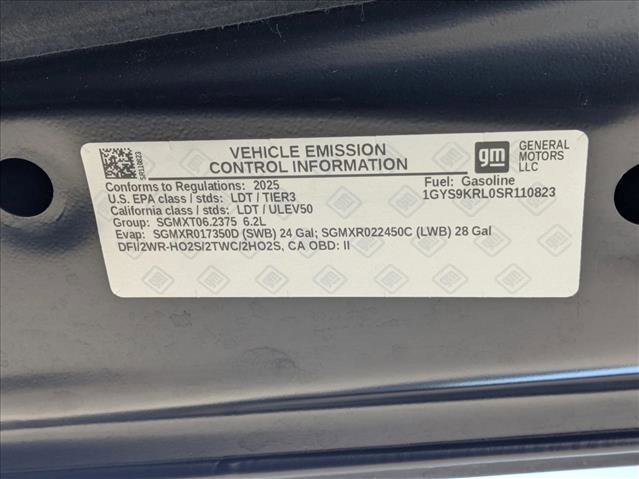 SR110823
VEHICLE EMISSION
CONTROL INFORMATION
gm
GENERAL
MOTORS
LLC
Conforms to Regulations: 2025
Fuel: Gasoline
U.S. EPA class / stds: LDT / TIER3
1GYS9KRL0SR110823
California class / stds: LDT / ULEV50
Group: SGMXT06.2375 6.2L
Evap: SGMXR017350D (SWB) 24 Gal; SGMXR022450C (LWB) 28 Gal
DFI/2WR-HO2S/2TWC/2HO2S, CA OBD: II